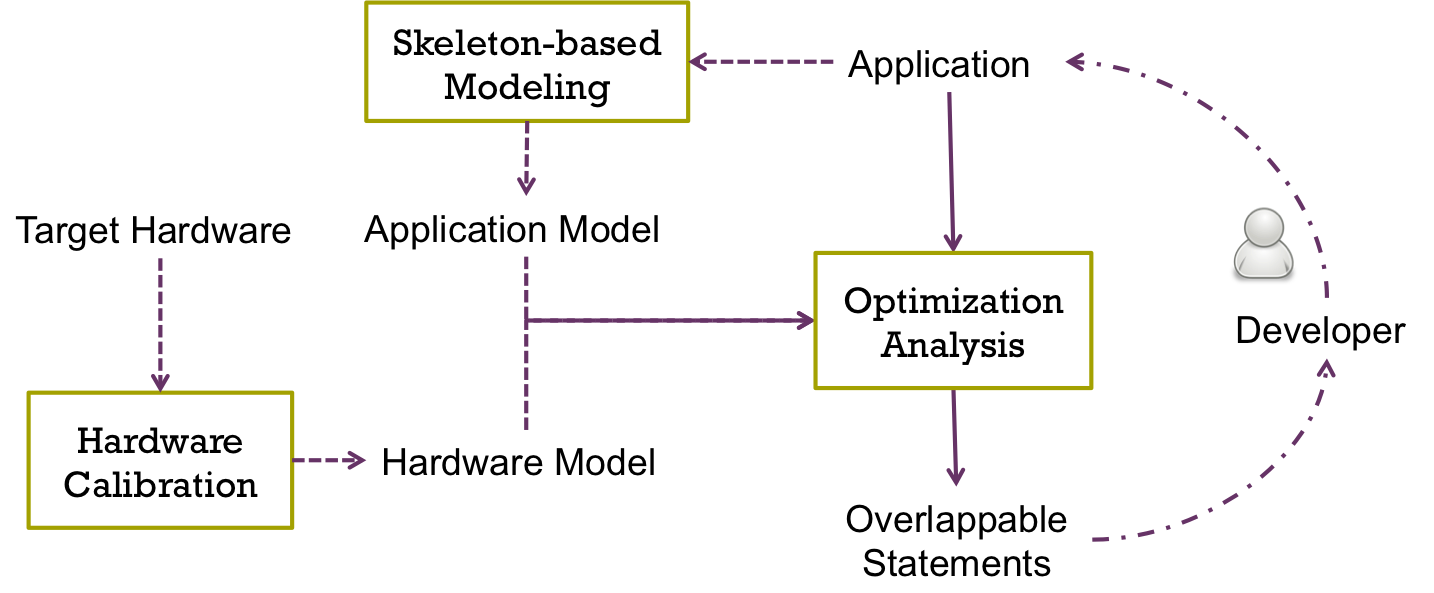 Skeleton-based
Modeling
Application
Target Hardware
Application Model
Optimization
Analysis
Developer
Hardware
Calibration
Hardware Model
Overlappable
Statements